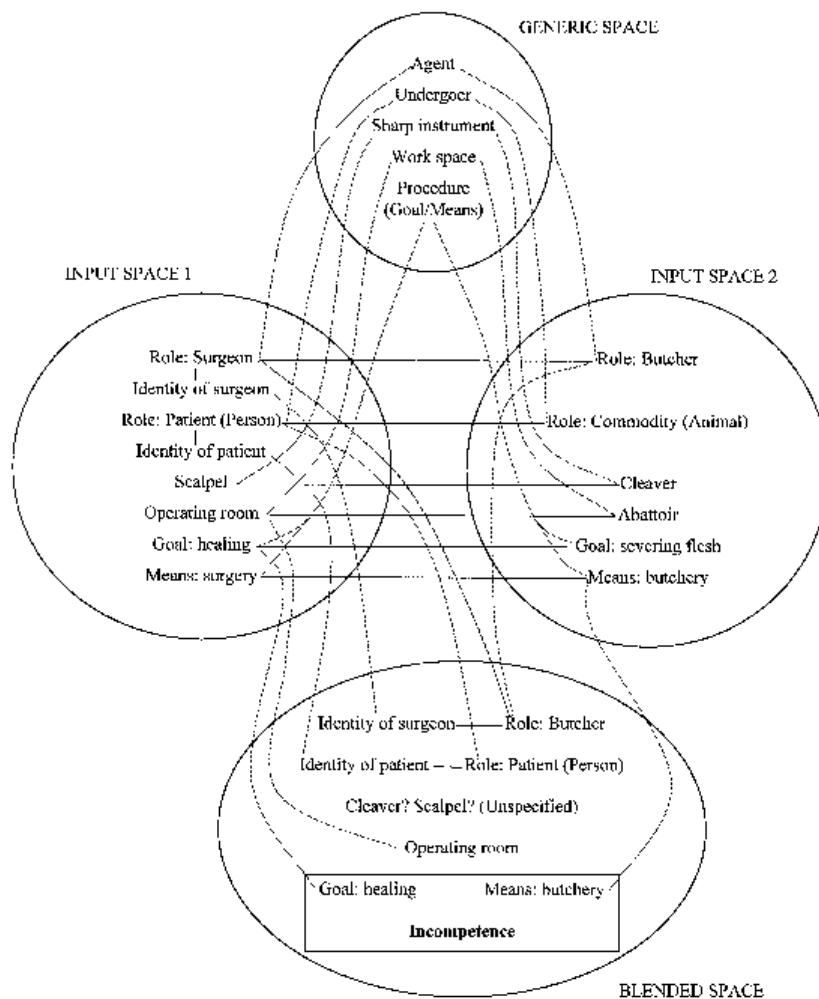 GENERIC SPACE
Agent
Undergoer
Sharp instrument
Work space
Procedure
(Goal/Means)
INPUT SPACE 1
Role: Surgeon
Identity of surgeon
Role: Patient (Person)
Identity of patient
Scalpel
Operating room
Goal: healing
Means: surgery
INPUT SPACE 2
Role: Butcher
Role: Commodity (Animal)
Cleaver
Abattoir
Goal: severing flesh
Means: butchery
Identity of surgeon Role: Butcher
Identity of patient Role: Patient (Person)
Cleaver? Scalpel? (Unspecified)
Operating room
Goal: healing Means: butchery
Incompetence
BLENDED SPACE